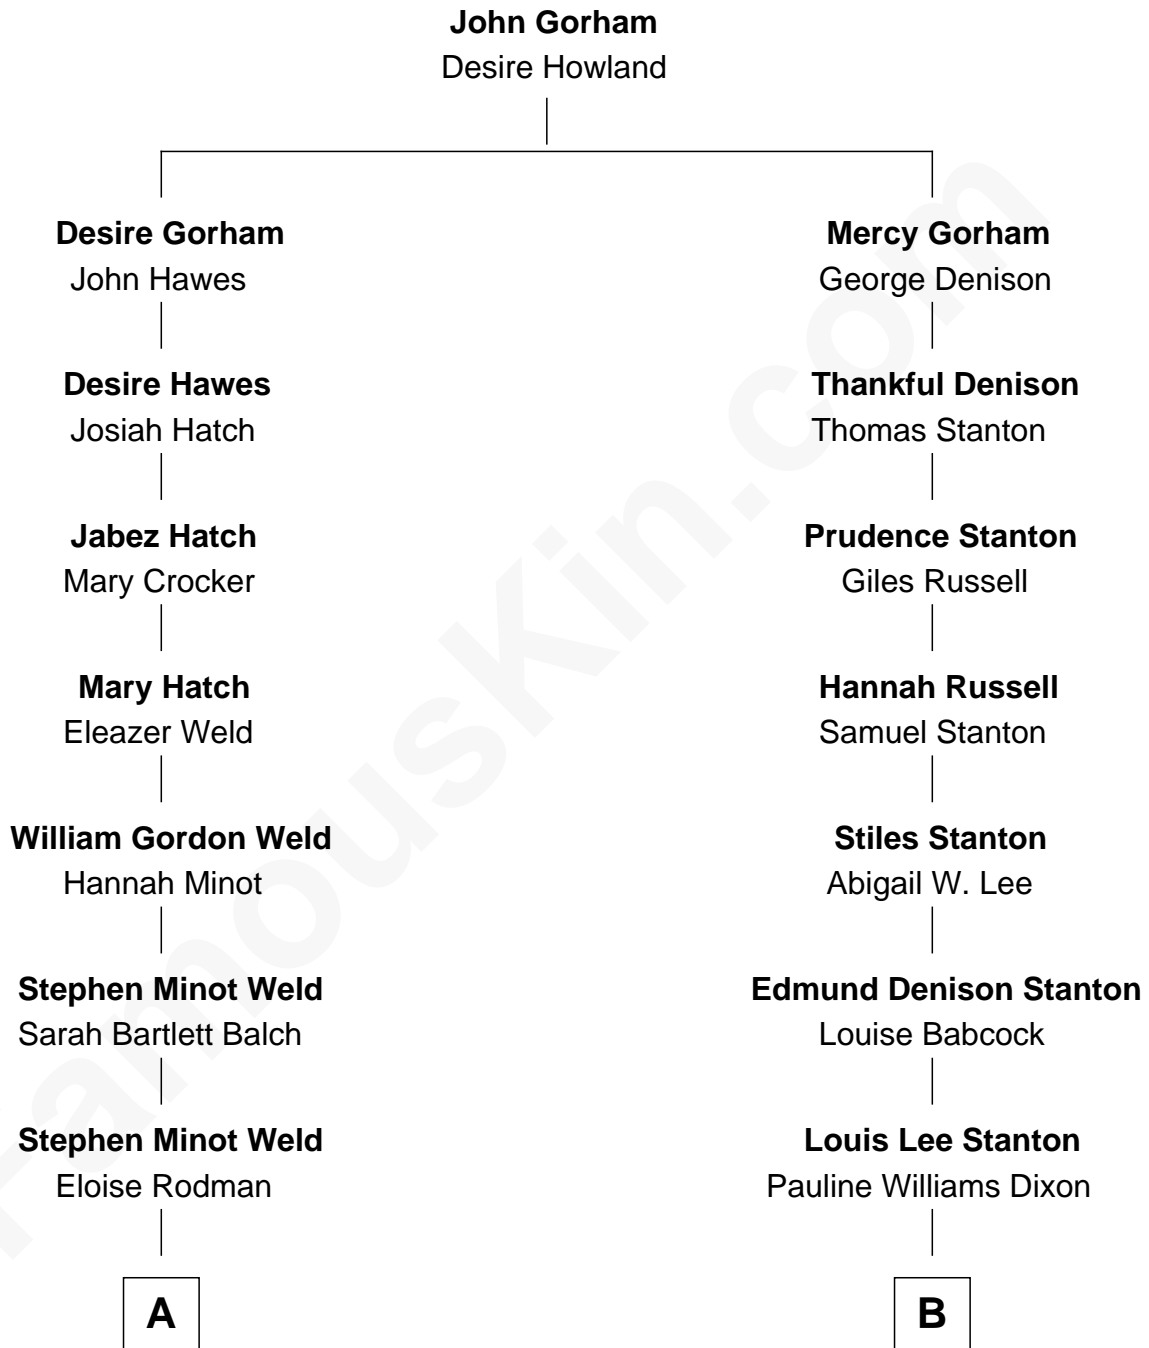 John Gorham
Desire Howland
Desire Gorham
John Hawes
Mercy Gorham
George Denison
Desire Hawes
Josiah Hatch
Thankful Denison
Thomas Stanton
Jabez Hatch
Mary Crocker
Prudence Stanton
Giles Russell
Mary Hatch
Eleazer Weld
Hannah Russell
Samuel Stanton
William Gordon Weld
Hannah Minot
Stiles Stanton
Abigail W. Lee
Stephen Minot Weld
Sarah Bartlett Balch
Edmund Denison Stanton
Louise Babcock
Stephen Minot Weld
Eloise Rodman
Louis Lee Stanton
Pauline Williams Dixon
A
B
FamousKin.com